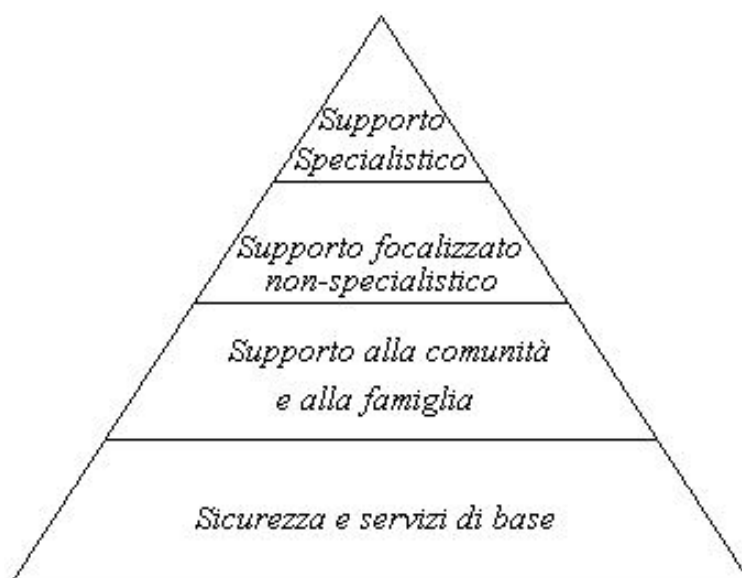 Supporto
Specialistico
Supporto focalizzato
non-specialistico
Supporto alla comunità
e alla famiglia
Sicurezza e servizi di base